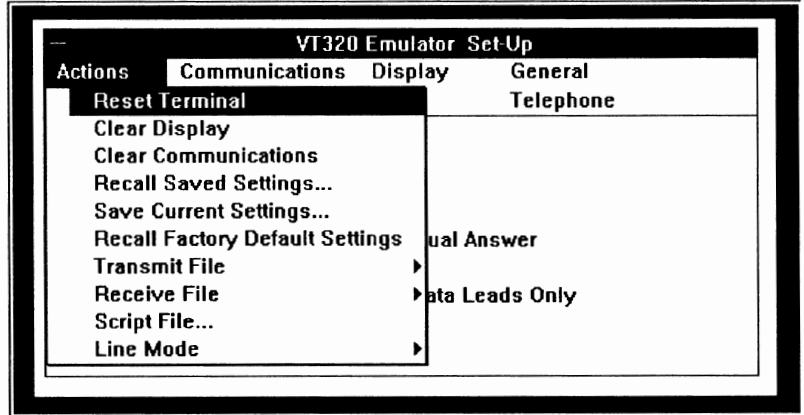 VT320 Emulator Set-Up
Actions Communications Display General
Reset Terminal Telephone
Clear Display
Clear Communications
Recall Saved Settings...
Save Current Settings...
Recall Factory Default Settings ual Answer
Transmit File
Receive File ata Leads Only
Script File...
Line Mode